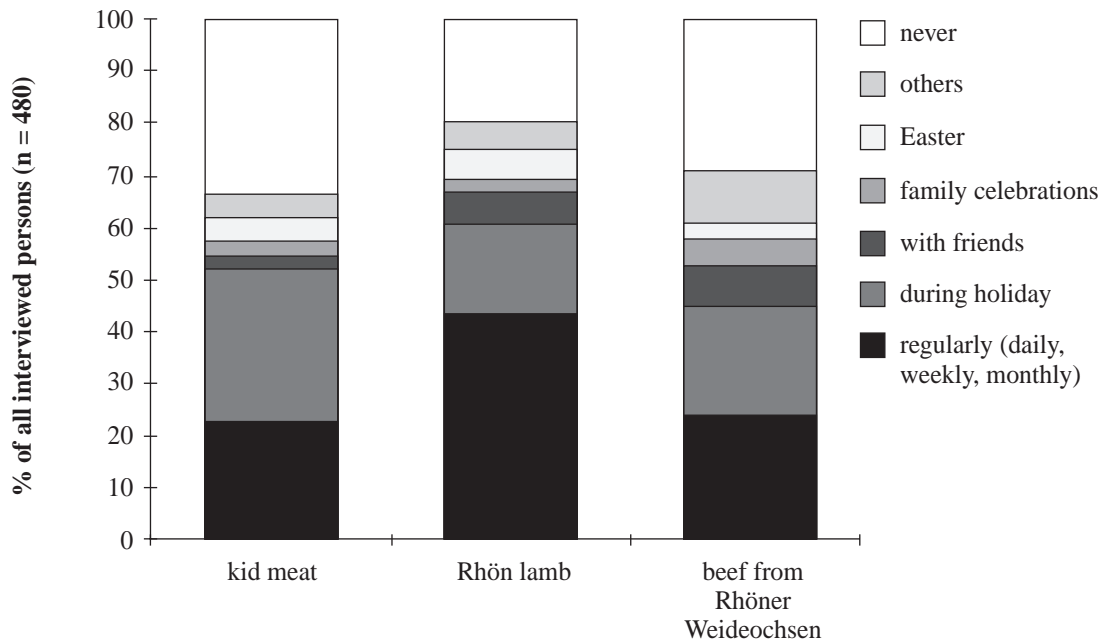 % of all interviewed persons (n = 480)
100
90
80
70
60
50
40
30
20
10
0
kid meat
Rhön lamb
beef from
Rhöner
Weideochsen
never
others
Easter
family celebrations
with friends
during holiday
regularly (daily,
weekly, monthly)